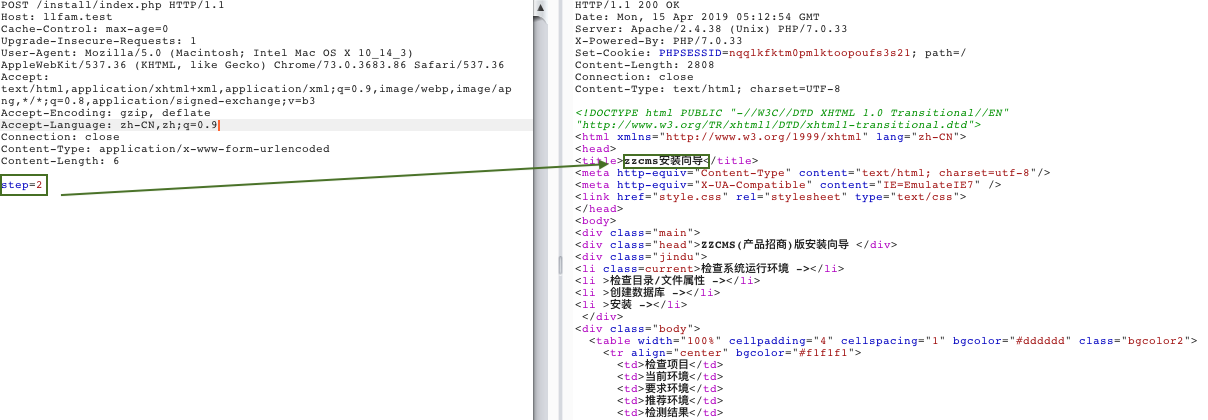 POST /install/index.php HTTP/1.1
Host: llfam.test
Cache-Control: max-age=0
Upgrade-Insecure-Requests: 1
User-Agent: Mozilla/5.0 (Macintosh; Intel Mac OS X 10_14_3)
AppleWebKit/537.36 (KHTML, like Gecko) Chrome/73.0.3683.86 Safari/537.36
Accept:
text/html,application/xhtml+xml,application/xml;q=0.9,image/webp,image/ap
ng,*/*;q=0.8,application/signed-exchange;v=b3
Accept-Encoding: gzip, deflate
Accept-Language: zh-CN,zh;q=0.9
Connection: close
Content-Type: application/x-www-form-urlencoded
Content-Length: 6
step=2
HTTP/1.1 200 OK
Date: Mon, 15 Apr 2019 05:12:54 GMT
Server: Apache/2.4.38 (Unix) PHP/7.0.33
X-Powered-By: PHP/7.0.33
Set-Cookie: PHPSESSID=nqqlkfktm0pmlktoopoufs3s21; path=/
Content-Length: 2808
Connection: close
Content-Type: text/html; charset=UTF-8
<!DOCTYPE html PUBLIC "-//W3C//DTD XHTML 1.0 Transitional//EN"
"http://www.w3.org/TR/xhtml1/DTD/xhtml1-transitional.dtd">
<html xmlns="http://www.w3.org/1999/xhtml" lang="zh-CN">
<head>
<title>zzcms安装向导</title>
<meta http-equiv="Content-Type" content="text/html; charset=utf-8"/>
<meta http-equiv="X-UA-Compatible" content="IE=EmulateIE7" />
<link href="style.css" rel="stylesheet" type="text/css">
</head>
<body>
<div class="main">
<div class="head">ZZCMS(产品招商)版安装向导 </div>
<div class="jindu">
<li class=current>检查系统运行环境 -></li>
<li >检查目录/文件属性 -></li>
<li >创建数据库 -></li>
<li >安装 -></li>
</div>
<div class="body">
<table width="100%" cellpadding="4" cellspacing="1" bgcolor="#dddddd" class="bgcolor2">
<tr align="center" bgcolor="#f1f1f1">
<td>检查项目</td>
<td>当前环境</td>
<td>要求环境</td>
<td>推荐环境</td>
<td>检测结果</td>